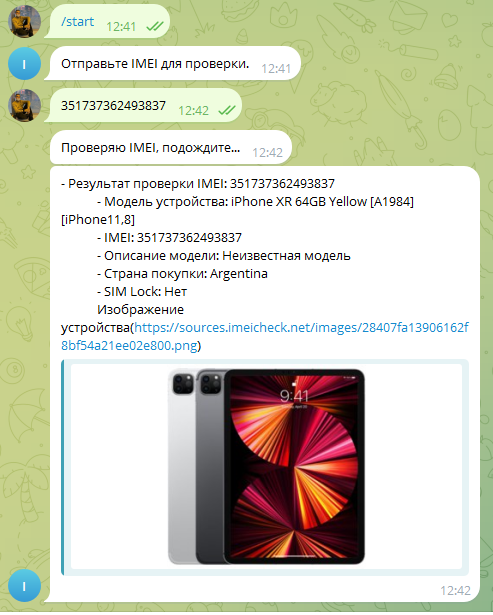 /start 12:41
I
Отправьте IMEI для проверки. 12:41
351737362493837 12:42
Проверяю IMEI, подождите... 12:42
- Результат проверки IMEI: 351737362493837
- Модель устройства: iPhone XR 64GB Yellow [A1984]
[iPhone11,8]
- IMEI: 351737362493837
- Описание модели: Неизвестная модель
- Страна покупки: Argentina
- SIM Lock: Нет
Изображение
устройства(https://sources.imeicheck.net/images/28407fa13906162f
8bf54a21ee02e800.png)
9:41
I
12:42